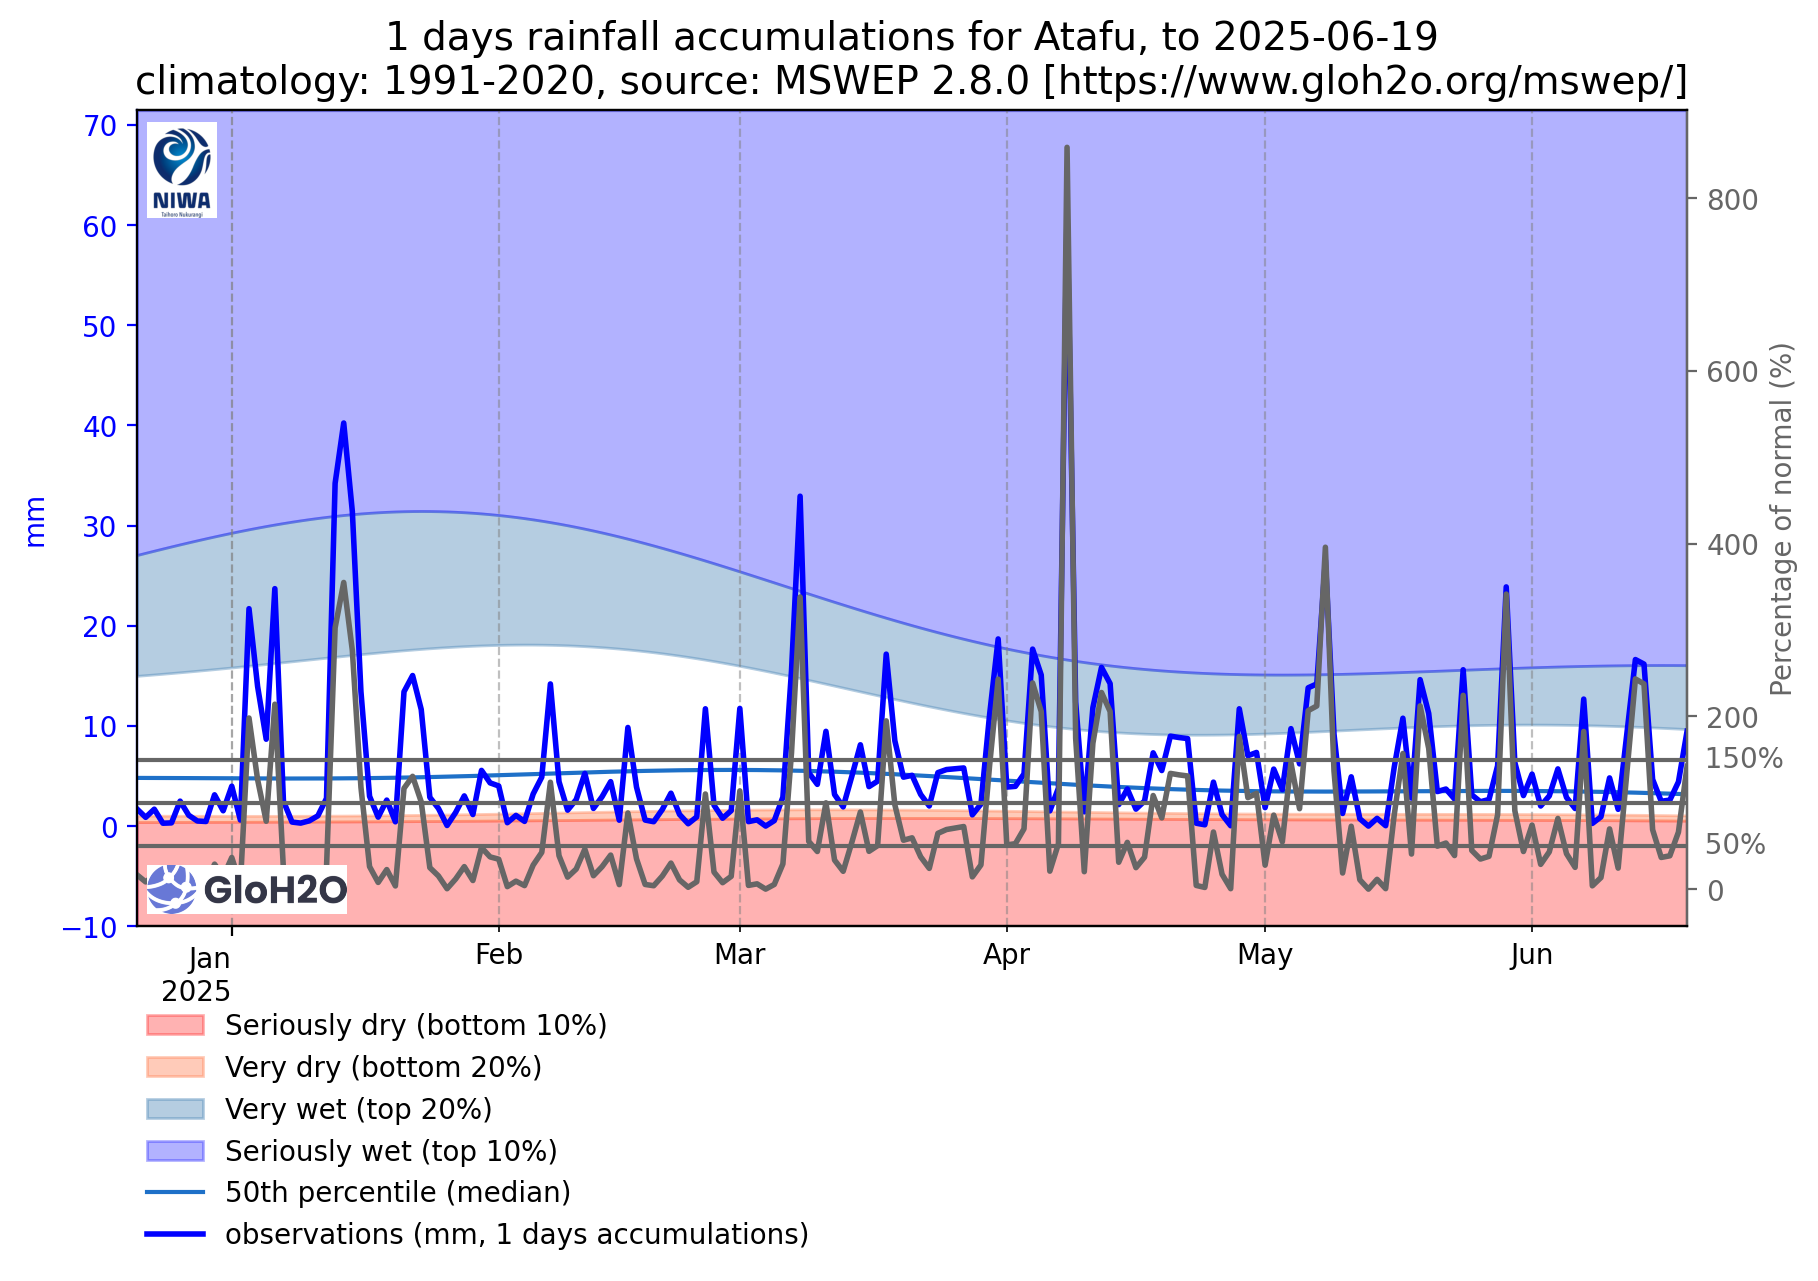 1 days rainfall accumulations for Atafu, to 2025-06-19
climatology: 1991-2020, source: MSWEP 2.8.0 [https://www.gloh2o.org/mswep/]
70
60
50
40
30
20
10
0
−10
mm
NIWA
Taihoro Nukurangi
GloH2O
800
600
400
200
150%
50%
0
Percentage of normal (%)
Jan
2025
Feb
Mar
Apr
May
Jun
Seriously dry (bottom 10%)
Very dry (bottom 20%)
Very wet (top 20%)
Seriously wet (top 10%)
50th percentile (median)
observations (mm, 1 days accumulations)